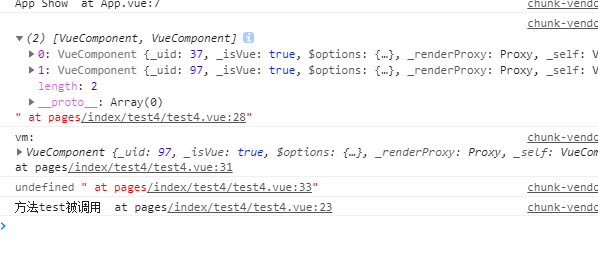 App Show  at App.vue:7 chunk-vendo
chunk-vendo
▼(2) [VueComponent, VueComponent] i
▶0: VueComponent {_uid: 37, _isVue: true, $options: {…}, _renderProxy: Proxy, _self: V
▶1: VueComponent {_uid: 97, _isVue: true, $options: {…}, _renderProxy: Proxy, _self: V
length: 2
▶__proto__: Array(0)
" at pages/index/test4/test4.vue:28"
vm: chunk-vendo
▶VueComponent {_uid: 97, _isVue: true, $options: {…}, _renderProxy: Proxy, _self: VueCom
at pages/index/test4/test4.vue:31
undefined " at pages/index/test4/test4.vue:33" chunk-vendo
方法test被调用  at pages/index/test4/test4.vue:23 chunk-vendo
>